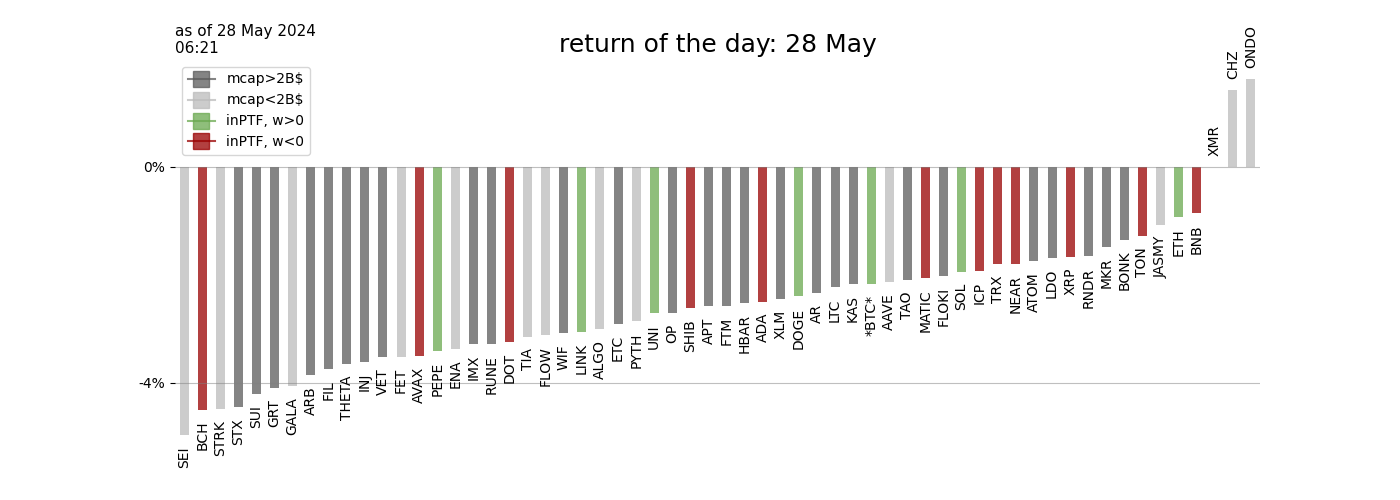 as of 28 May 2024
06:21
return of the day: 28 May
mcap>2B$
mcap<2B$
inPTF, w>0
inPTF, w<0
0%
-4%
SEI
BCH
STRK
STX
SUI
GRT
GALA
ARB
FIL
THETA
INJ
VET
FET
AVAX
PEPE
ENA
IMX
RUNE
DOT
TIA
FLOW
WIF
LINK
ALGO
ETC
PYTH
UNI
OP
SHIB
APT
FTM
HBAR
ADA
XLM
DOGE
AR
LTC
KAS
*BTC*
AAVE
TAO
MATIC
FLOKI
SOL
ICP
TRX
NEAR
ATOM
LDO
XRP
RNDR
MKR
BONK
TON
JASMY
ETH
BNB
XMR
CHZ
ONDO